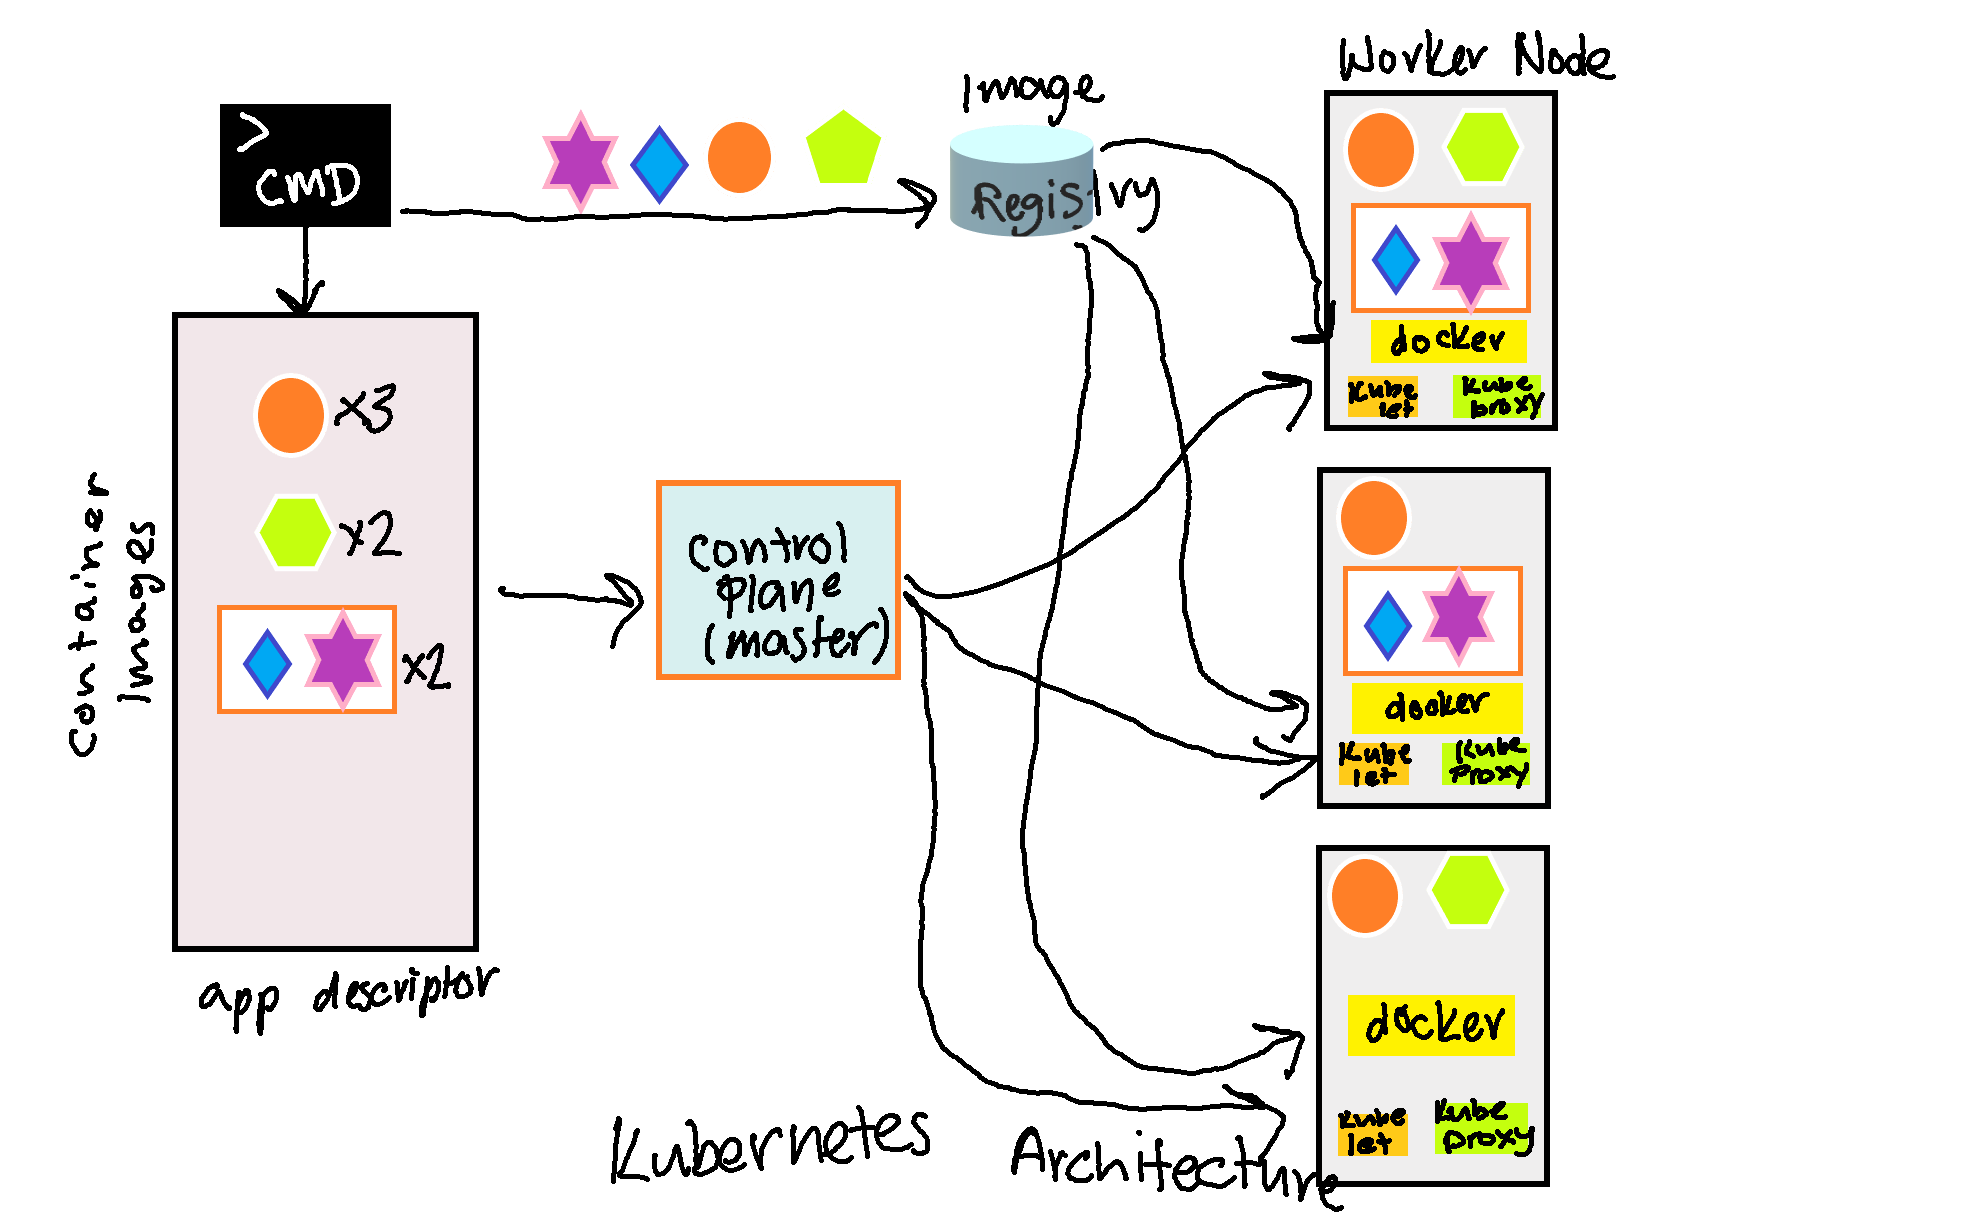 >
CMD
Image
Registry
Worker Node
docker
Kube
let
Kube
proxy
Container
Images
x3
x2
x2
app descriptor
Control
Plane
(master)
docker
Kube
let
Kube
Proxy
docker
Kube
let
Kube
proxy
Kubernetes Architecture